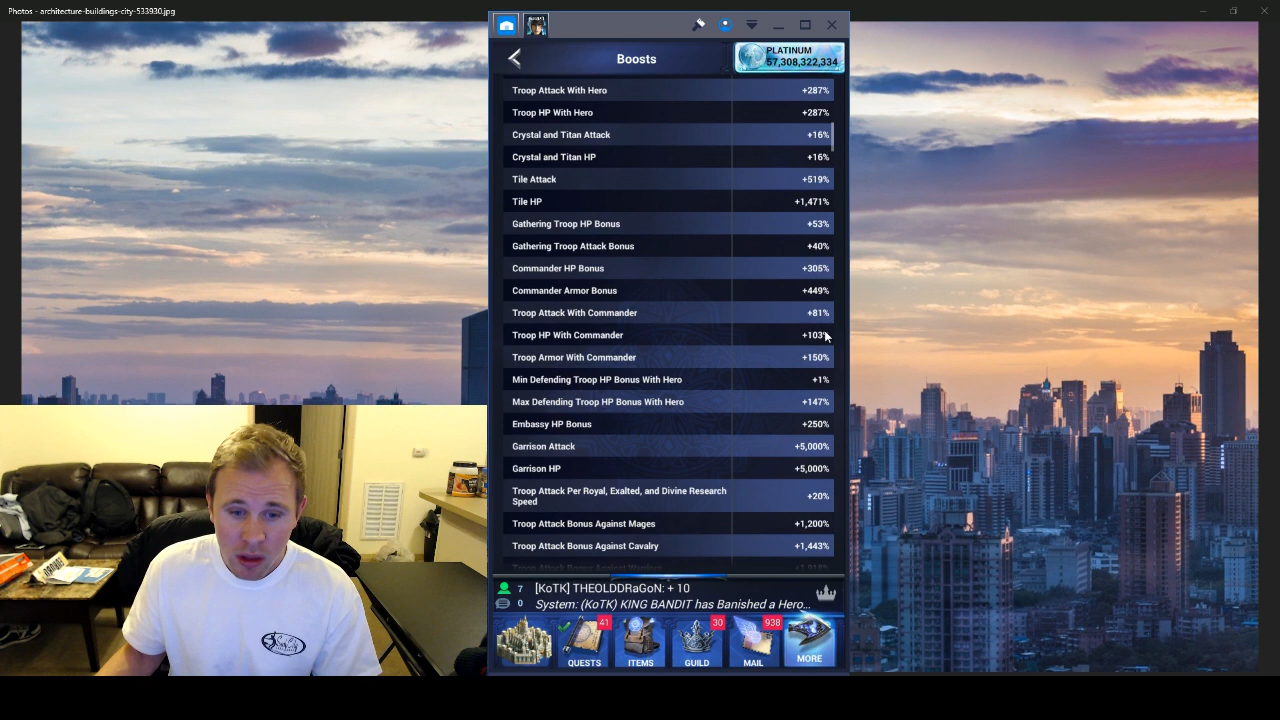 Photos - architecture-buildings-city-533930.jpg
Boosts
PLATINUM
57,308,322,334
Troop Attack With Hero +287%
Troop HP With Hero +287%
Crystal and Titan Attack +16%
Crystal and Titan HP +16%
Tile Attack +519%
Tile HP +1,471%
Gathering Troop HP Bonus +53%
Gathering Troop Attack Bonus +40%
Commander HP Bonus +305%
Commander Armor Bonus +449%
Troop Attack With Commander +81%
Troop HP With Commander +103%
Troop Armor With Commander +150%
Min Defending Troop HP Bonus With Hero +1%
Max Defending Troop HP Bonus With Hero +147%
Embassy HP Bonus +250%
Garrison Attack +5,000%
Garrison HP +5,000%
Troop Attack Per Royal, Exalted, and Divine Research
Speed +20%
Troop Attack Bonus Against Mages +1,200%
Troop Attack Bonus Against Cavalry +1,443%
7 [KoTK] THEOLDDRaGoN: + 10
0 System: (KoTK) KING BANDIT has Banished a Hero...
41 30 938
QUESTS ITEMS GUILD MAIL MORE